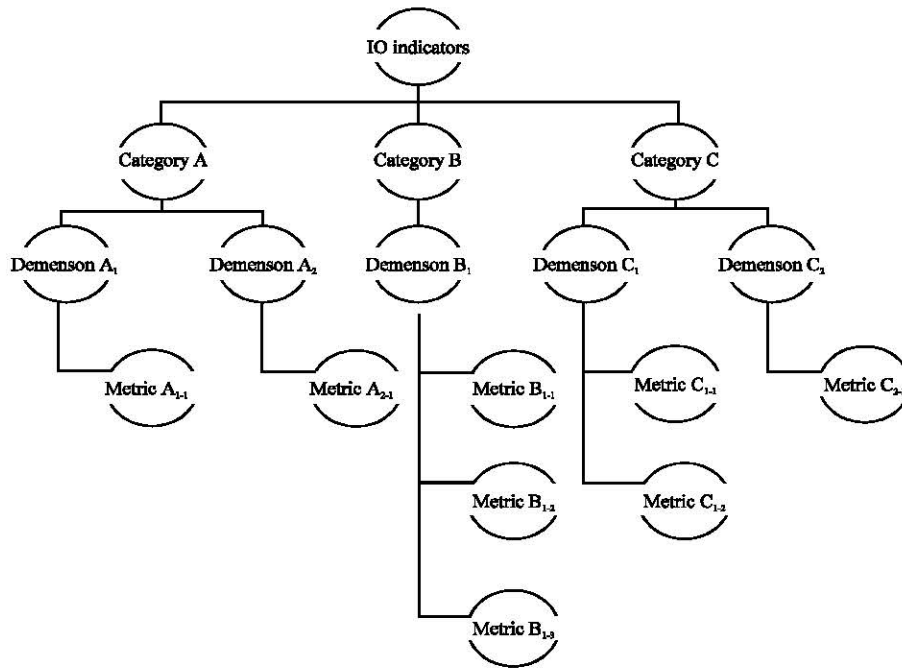 IO indicators
Category A
Category B
Category C
Demenson A₁
Demenson A₂
Demenson B₁
Demenson C₁
Demenson C₂
Metric A₁₋₁
Metric A₂₋₁
Metric B₁₋₁
Metric C₁₋₁
Metric B₁₋₂
Metric C₁₋₂
Metric B₁₋₃